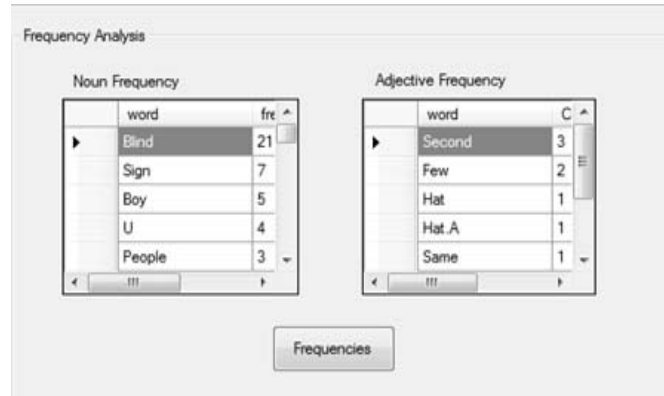 Frequency Analysis
Noun Frequency Adjective Frequency
word fre word C
Blind 21 Second 3
Sign 7 Few 2
Boy 5 Hat 1
U 4 Hat.A 1
People 3 Same 1
Frequencies